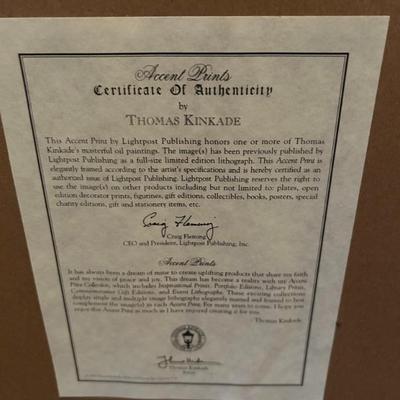 Accent Prints
Certificate Of Authenticity
by
THOMAS KINKADE
This Accent Print by Lightpost Publishing honors one or more of Thomas
Kinkade's masterful oil paintings. The image(s) has been previously published by
Lightpost Publishing as a full-size limited edition lithograph. This Accent Print is
elegantly framed according to the artist's specifications and is hereby certified as an
authorized issue of Lightpost Publishing. Lightpost Publishing reserves the right to
use the image(s) on other products including but not limited to: plates, open
edition decorator prints, figurines, gift editions, collectibles, books, posters, special
charity editions, gift and stationery items, etc.
Craig Fleming
Craig Fleming
CEO and President, Lightpost Publishing, Inc.
Accent Prints
It has always been a dream of mine to create uplifting products that share my faith
and my vision of peace and joy. This dream has become a reality with my Accent
Print Collection, which includes Inspirational Prints, Portfolio Editions, Library Prints,
Commemorative Gift Editions, and Event Lithographs. These exciting collections
display single and multiple image lithographs elegantly matted and framed to best
complement the image(s) in each Accent Print. For many years to come, I hope you
enjoy this Accent Print as much as I have enjoyed creating it for you.
Thomas Kinkade
Thomas Kinkade
Artist